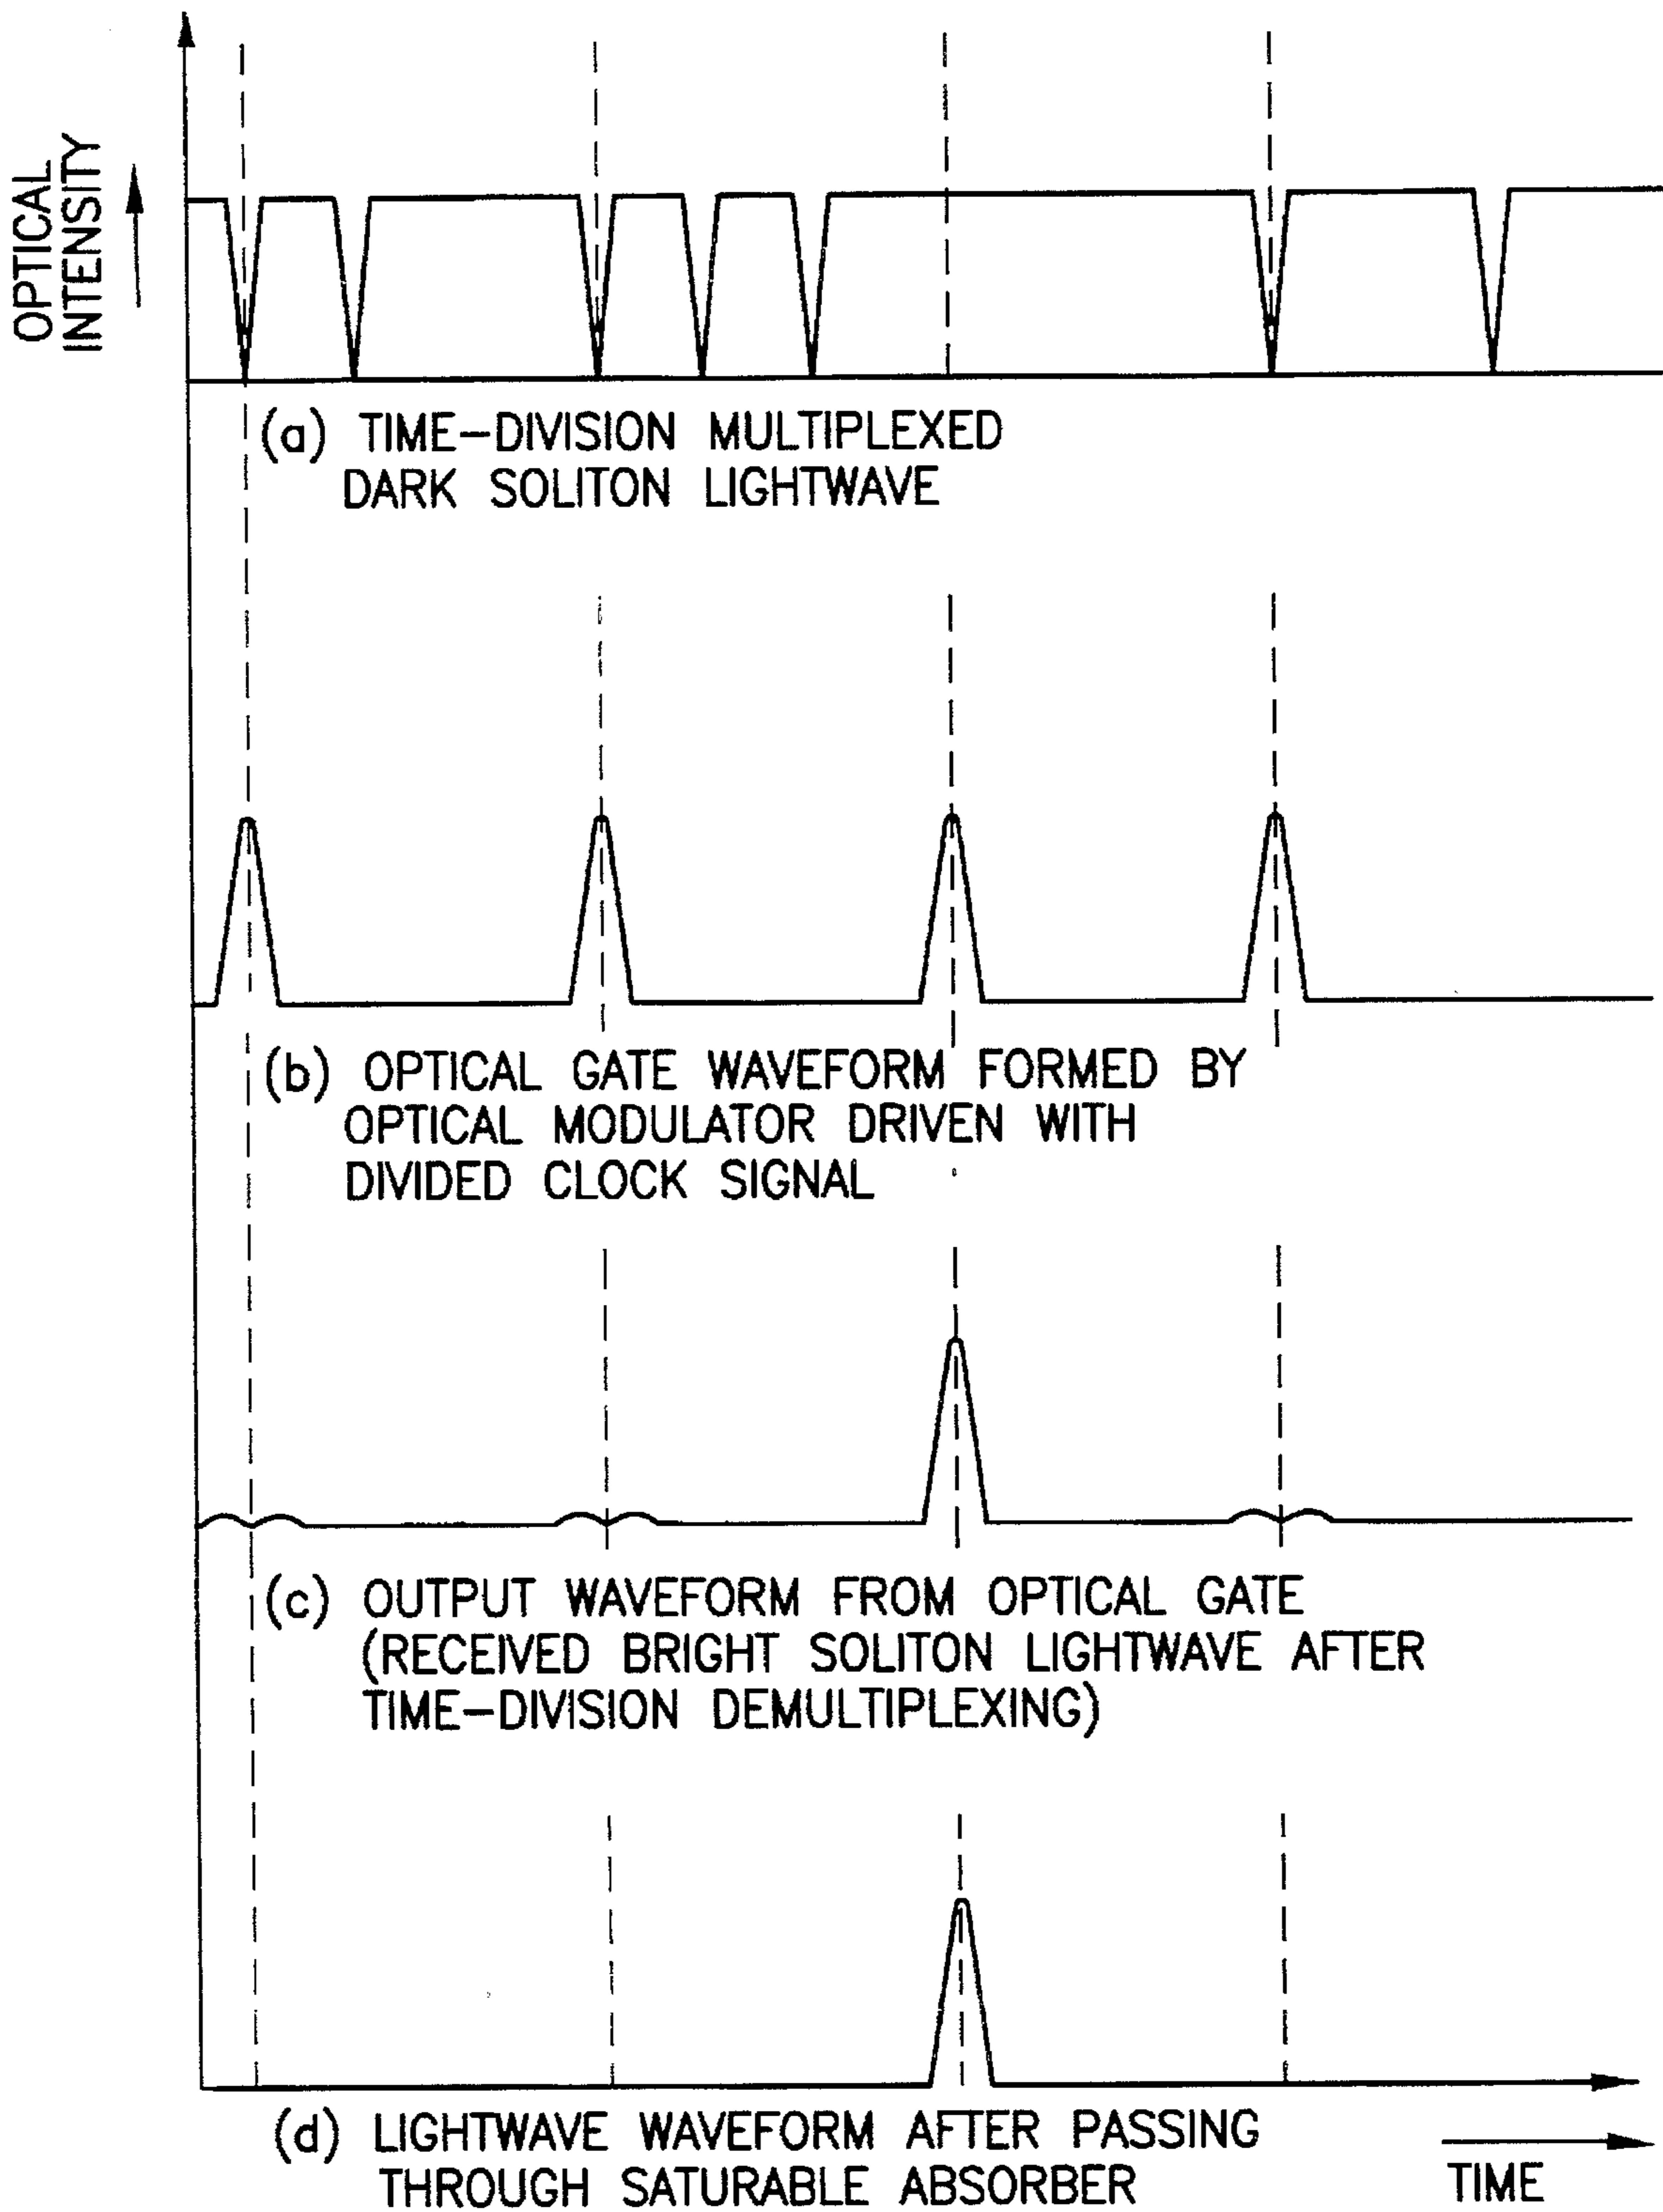 OPTICAL
INTENSITY
(a) TIME-DIVISION MULTIPLEXED
DARK SOLITON LIGHTWAVE
(b) OPTICAL GATE WAVEFORM FORMED BY
OPTICAL MODULATOR DRIVEN WITH
DIVIDED CLOCK SIGNAL
(c) OUTPUT WAVEFORM FROM OPTICAL GATE
(RECEIVED BRIGHT SOLITON LIGHTWAVE AFTER
TIME-DIVISION DEMULTIPLEXING)
(d) LIGHTWAVE WAVEFORM AFTER PASSING
THROUGH SATURABLE ABSORBER
TIME